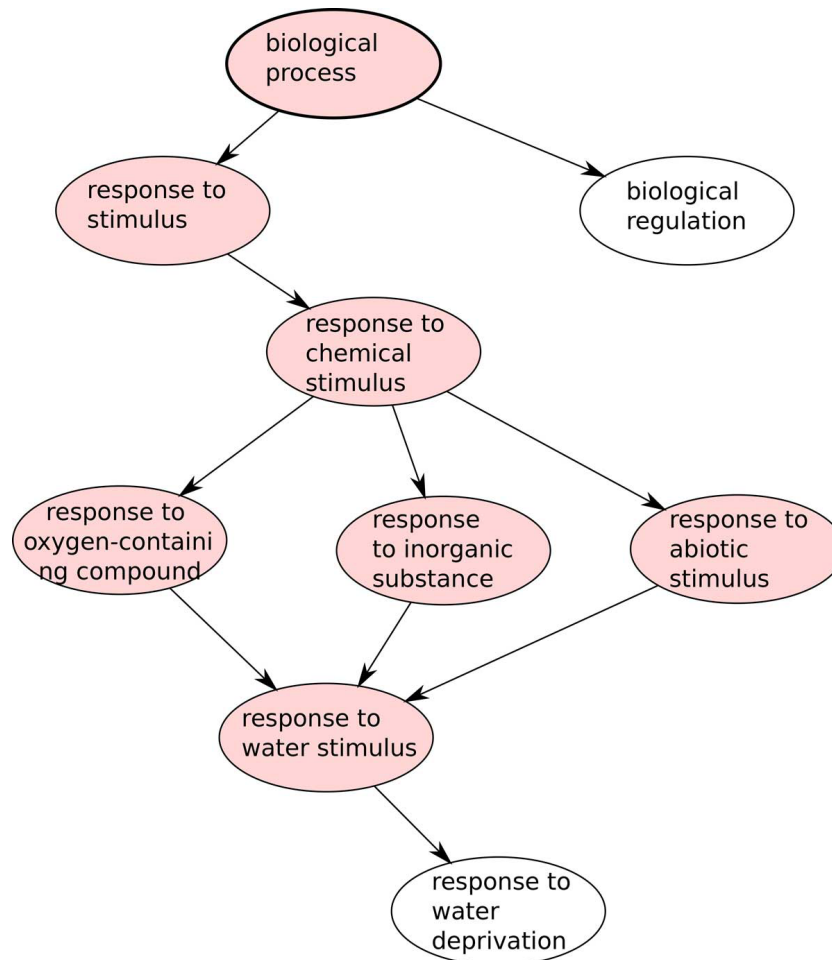 biological
process
response to
stimulus
biological
regulation
response to
chemical
stimulus
response to
oxygen-containi
ng compound
response
to inorganic
substance
response to
abiotic
stimulus
response to
water stimulus
response to
water
deprivation